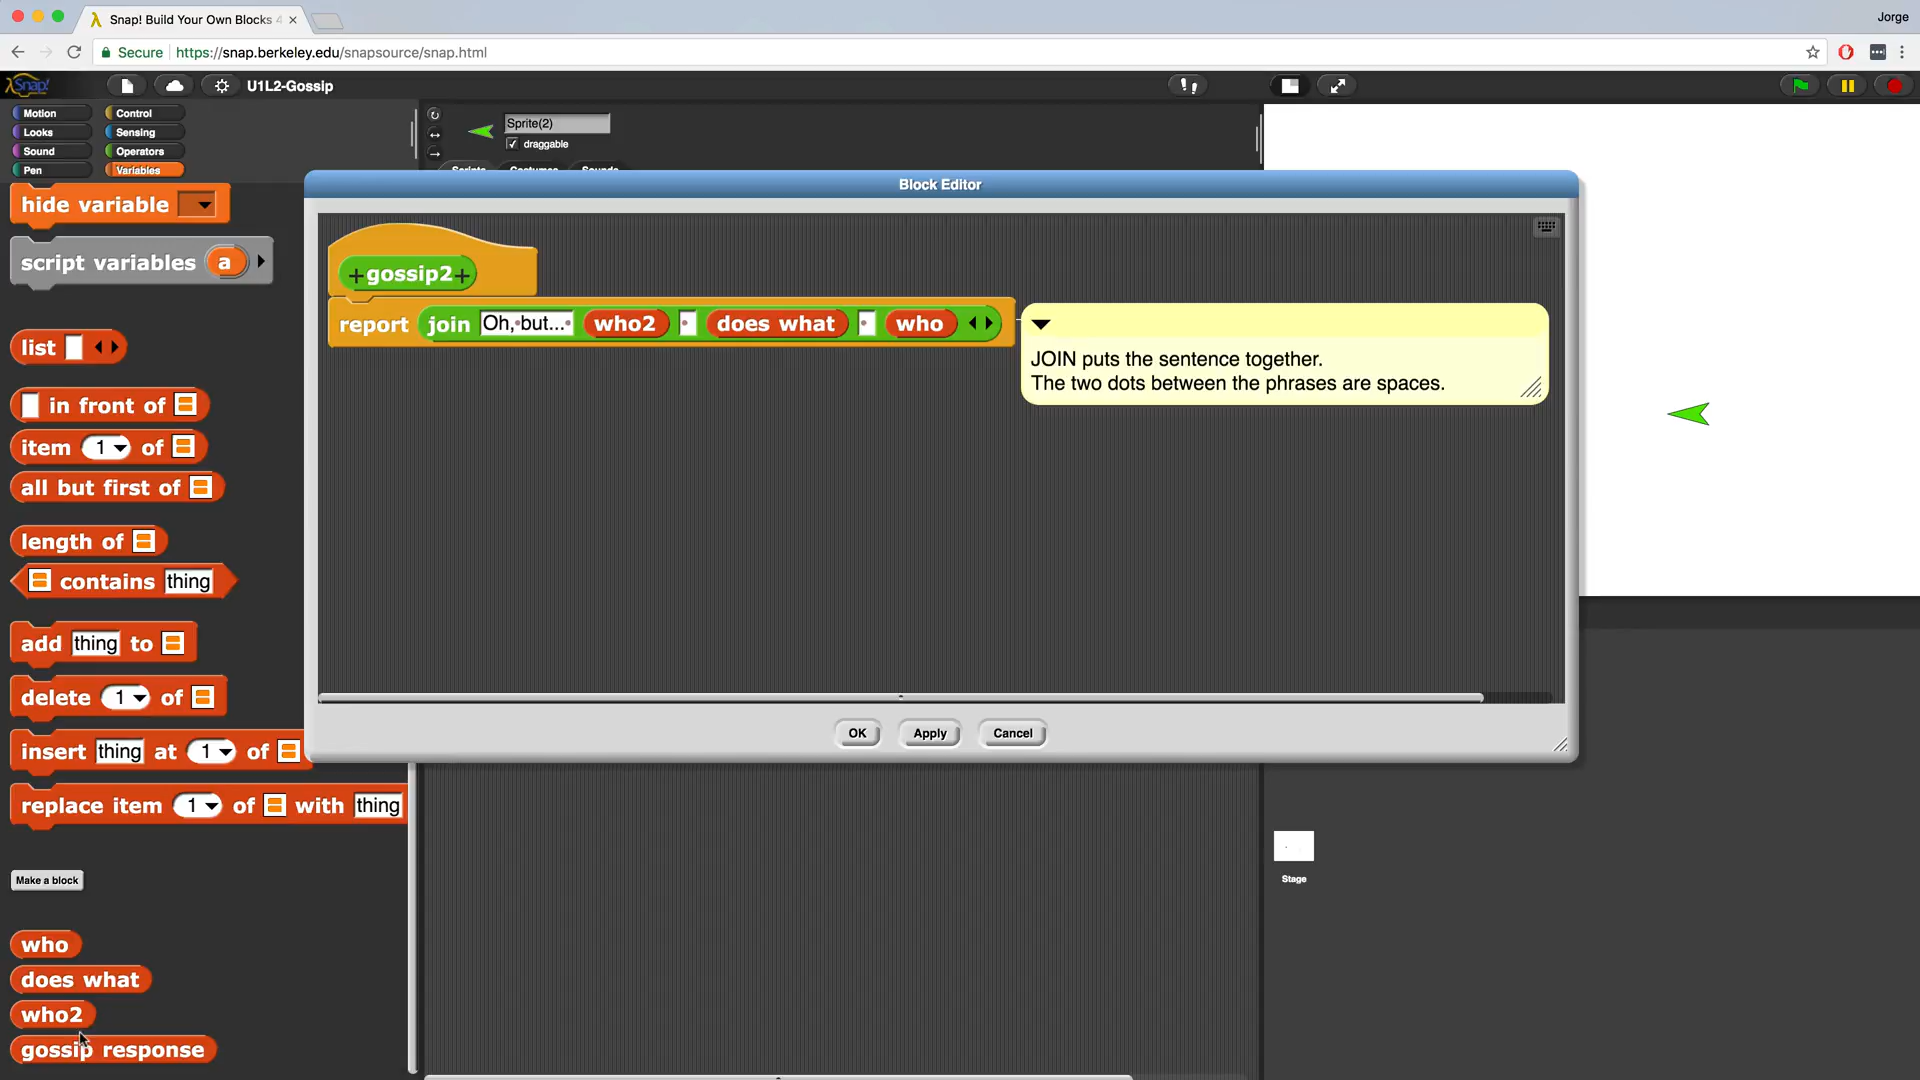 Snap! Build Your Own Blocks 4
Jorge
Secure https://snap.berkeley.edu/snapsource/snap.html
Snap!
U1L2-Gossip
Motion
Control
Looks
Sensing
Sound
Operators
Pen
Variables
Sprite(2)
draggable
Scripts Costumes Sounds
hide variable
script variables a
list
in front of
item 1 of
all but first of
length of
contains thing
add thing to
delete 1 of
insert thing at 1 of
replace item 1 of with thing
Make a block
who
does what
who2
gossip response
Block Editor
+gossip2+
report join Oh,·but...· who2 · does what · who
JOIN puts the sentence together.
The two dots between the phrases are spaces.
OK Apply Cancel
Stage